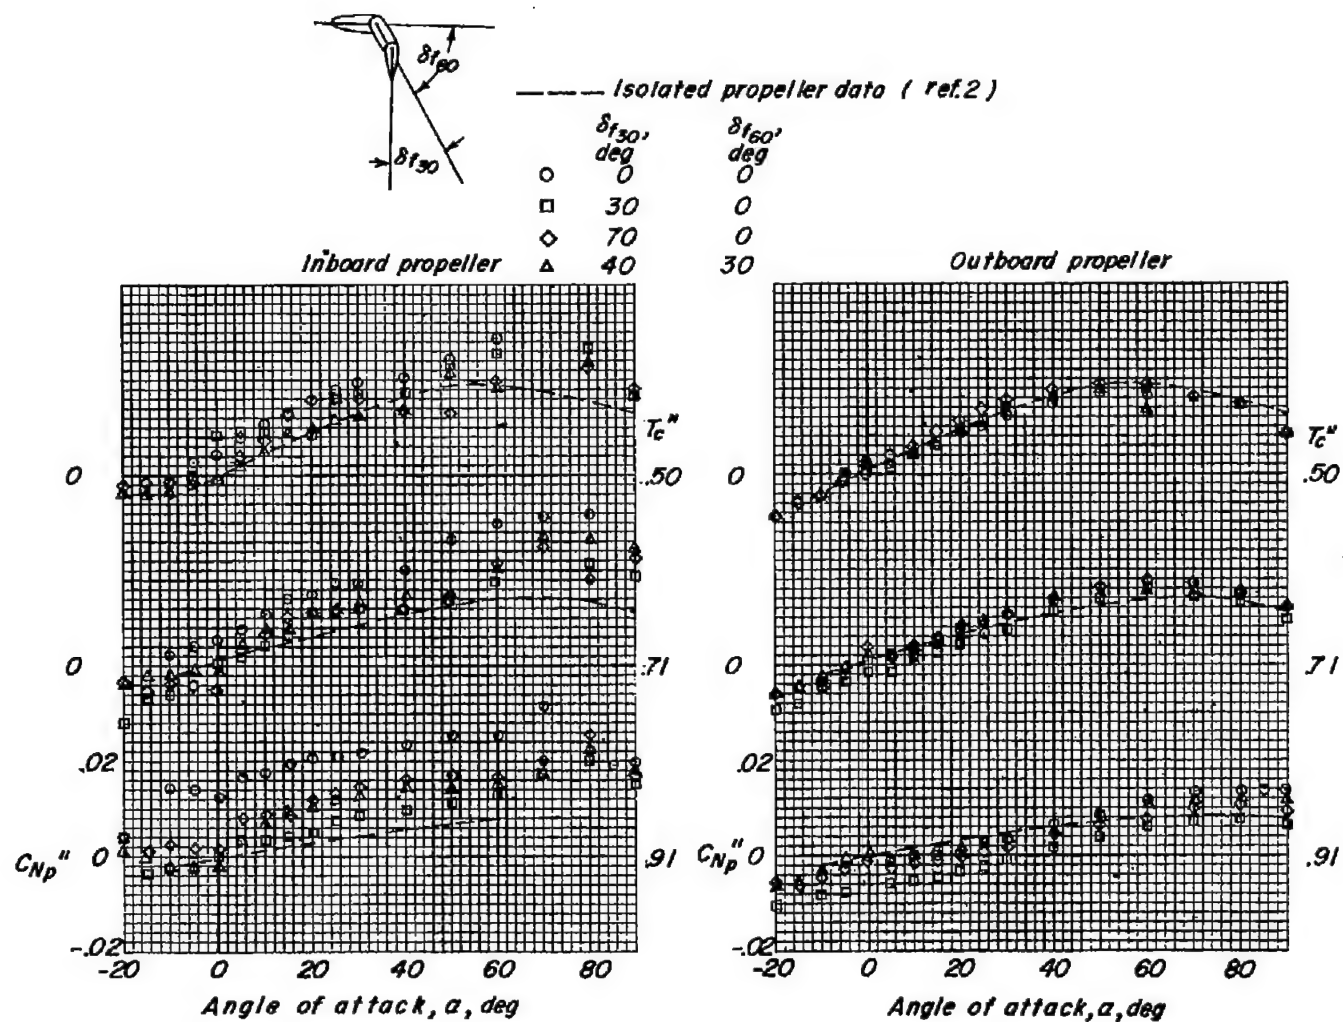 δf60
δf30
Isolated propeller data ( ref.2 )
δf30, deg δf60, deg
0 0
30 0
70 0
40 30
Inboard propeller
Outboard propeller
Tc"
0 .50
0 .71
.02
CNp" 0 .91
-.02
-20 0 20 40 60 80
Angle of attack, α, deg
Tc"
0 .50
0 .71
.02
CNp" 0 .91
-.02
-20 0 20 40 60 80
Angle of attack, α, deg